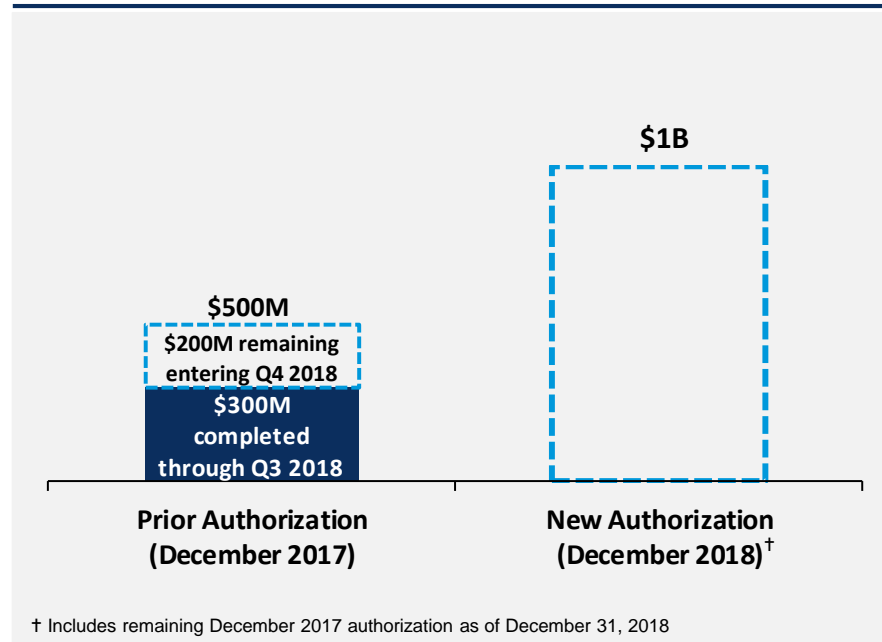 $1B
$500M
$200M remaining
entering Q4 2018
$300M
completed
through Q3 2018
Prior Authorization
(December 2017)
New Authorization
(December 2018)†
† Includes remaining December 2017 authorization as of December 31, 2018